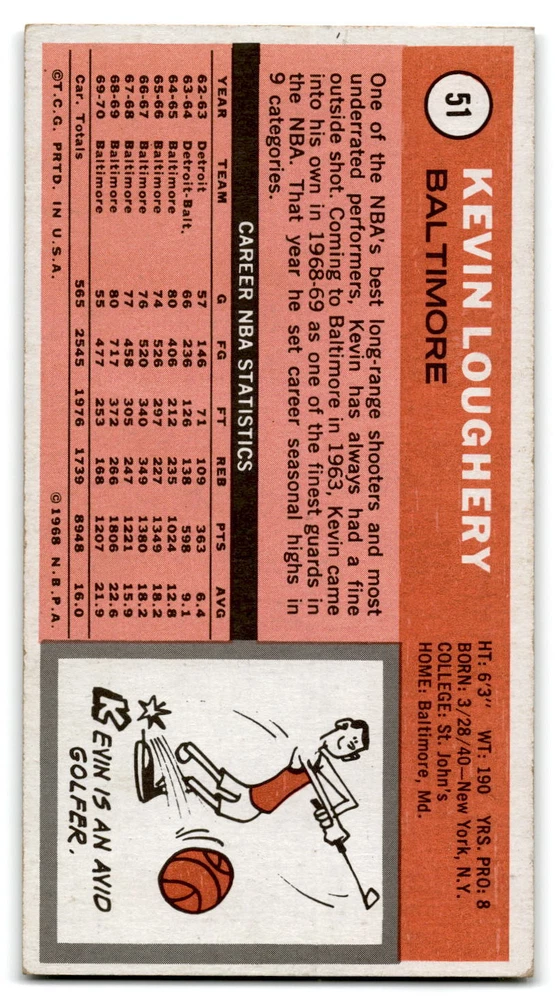 51
KEVIN LOUGHERY
BALTIMORE
HT: 6'3" WT: 190 YRS. PRO: 8
BORN: 3/28/40—New York, N.Y.
COLLEGE: St. John's
HOME: Baltimore, Md.
One of the NBA's best long-range shooters and most
underrated performers, Kevin has always had a fine
outside shot. Coming to Baltimore in 1963, Kevin came
into his own in 1968-69 as one of the finest guards in
the NBA. That year he set career seasonal highs in
9 categories.
CAREER NBA STATISTICS
YEAR TEAM G FG FT REB PTS AVG
62-63 Detroit 57 146 71 109 363 6.4
63-64 Detroit-Balt. 66 236 126 138 598 9.1
64-65 Baltimore 80 406 212 235 1024 12.8
65-66 Baltimore 74 526 297 227 1349 18.2
66-67 Baltimore 76 520 340 349 1380 18.2
67-68 Baltimore 77 458 305 247 1221 15.9
68-69 Baltimore 80 717 372 266 1806 22.6
69-70 Baltimore 55 477 253 168 1207 21.9
Car. Totals 565 2545 1976 1739 8948 16.0
©T.C.G. PRTD. IN U.S.A. ©1968 N.B.P.A.
KEVIN IS AN AVID
GOLFER.